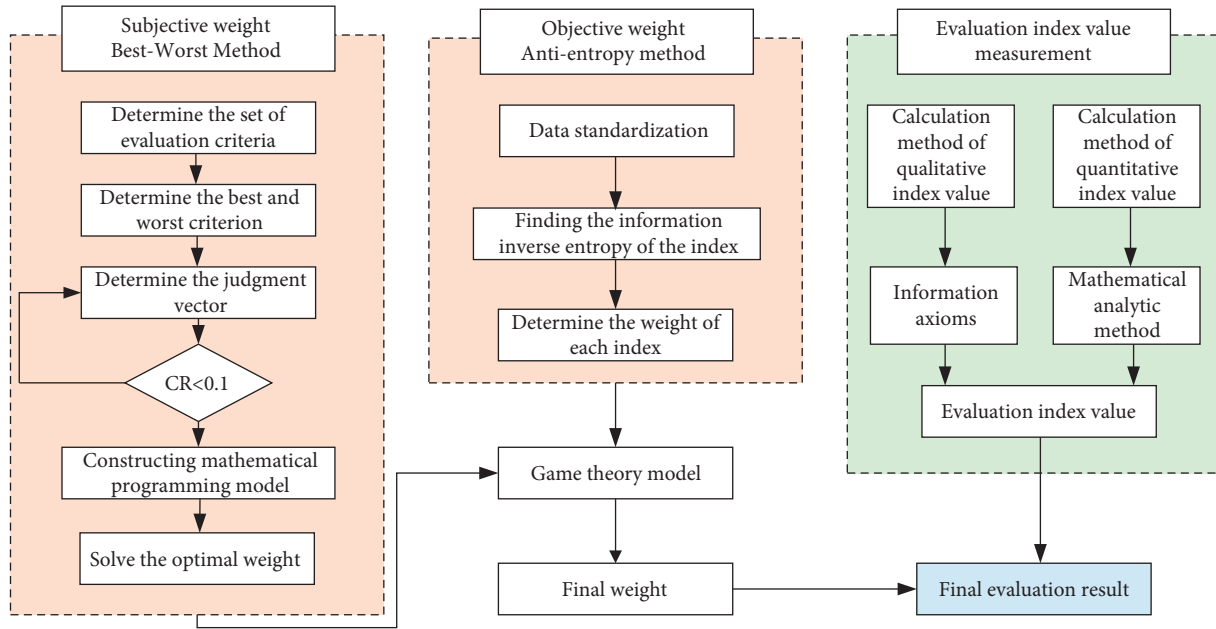 Subjective weight
Best-Worst Method
Determine the set of
evaluation criteria
Determine the best and
worst criterion
Determine the judgment
vector
CR<0.1
Constructing mathematical
programming model
Solve the optimal weight
Objective weight
Anti-entropy method
Data standardization
Finding the information
inverse entropy of the index
Determine the weight of
each index
Game theory model
Final weight
Evaluation index value
measurement
Calculation
method of
qualitative
index value
Calculation
method of
quantitative
index value
Information
axioms
Mathematical
analytic
method
Evaluation index value
Final evaluation result